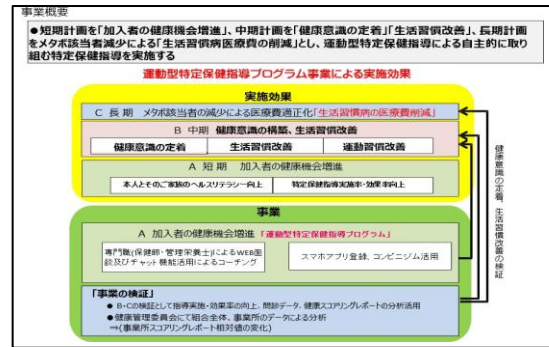 事業概要
●短期計画を「加入者の健康機会増進」、中期計画を「健康意識の定着」「生活習慣改善」、長期計画
をメタボ該当者減少による「生活習慣病医療費の削減」とし、運動型特定保健指導による自主的に取り
組む特定保健指導を実施する
運動型特定保健指導プログラム事業による実施効果
実施効果
C 長期 メタボ該当者の減少による医療費適正化「生活習慣病の医療費削減」
B 中期 健康意識の構築、生活習慣改善
健康意識の定着
生活習慣改善
運動習慣改善
A 短期 加入者の健康機会増進
本人とそのご家族のヘルスリテラシー向上
特定保健指導実施率・効果率向上
事業
A 加入者の健康機会増進「運動型特定保健指導プログラム」
専門職(保健師・管理栄養士)によるWEB面
談及びチャット機能活用によるコーチング
スマホアプリ登録、コンビニジム活用
「事業の検証」
● B・Cの検証として指導実施・効果率の向上、問診データ、健康スコアリングレポートの分析活用
● 健康管理委員会にて組合全体、事業所のデータによる分析
⇒(事業所スコアリングレポート相対値の変化)
健康意識の定着、生活習慣改善の検証